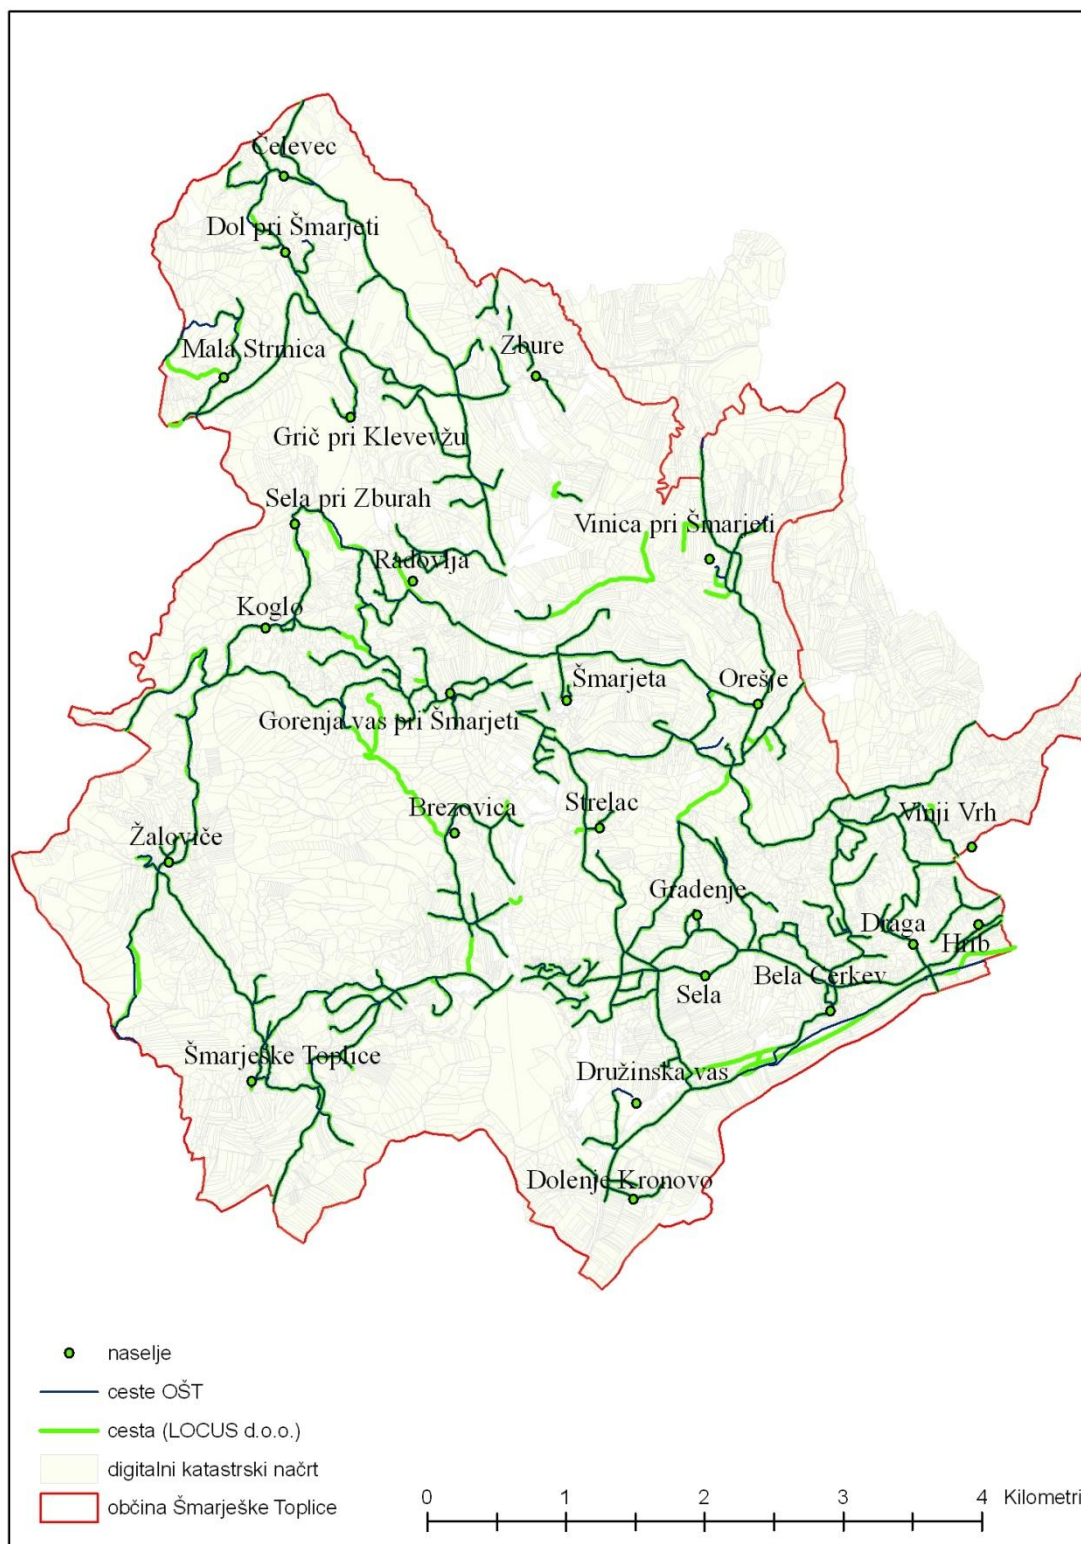 Čelevec
Dol pri Šmarjeti
Mala Strmica
Zbure
Grič pri Klevevžu
Sela pri Zburah
Vinica pri Šmarjeti
Radovlja
Koglo
Šmarjeta
Orešje
Gorenja vas pri Šmarjeti
Brezovica
Strelac
Vinji Vrh
Žaloviče
Gradenje
Draga
Hrib
Bela Cerkev
Sela
Šmarješke Toplice
Družinska vas
Dolenje Kronovo
naselje
ceste OŠT
cesta (LOCUS d.o.o.)
digitalni katastrski načrt
občina Šmarješke Toplice
0 1 2 3 4 Kilometri